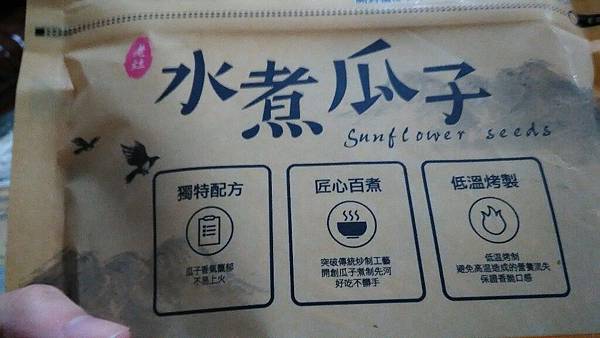 水煮瓜子
Sunflower seeds
獨特配方
匠心百煮
低溫烤製
瓜子香氣馥郁
不易上火
突破傳統炒制工藝
開創瓜子煮制先河
好吃不髒手
低溫烤制
避免高溫造成的營養流失
保證香脆口感